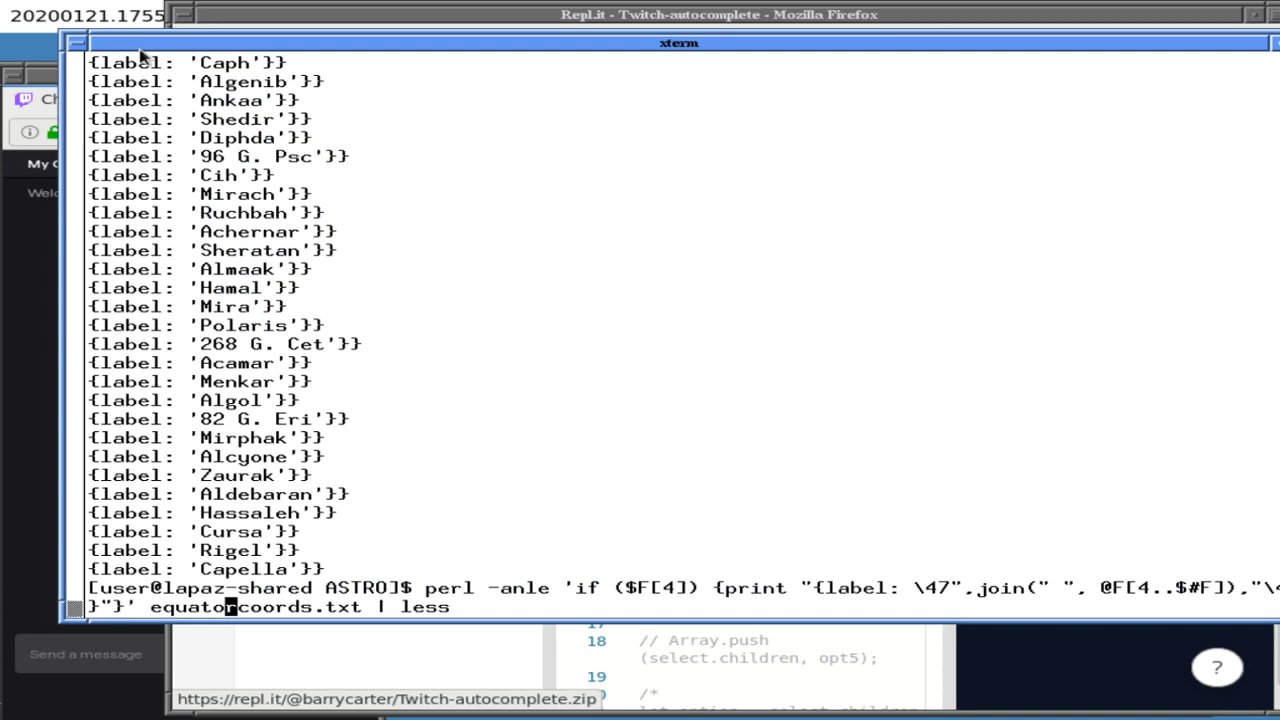 20200121.1755
Repl.it - Twitch-autocomplete - Mozilla Firefox
xterm
{label: 'Caph'}}
{label: 'Algenib'}}
{label: 'Ankaa'}}
{label: 'Shedir'}}
{label: 'Diphda'}}
{label: '96 G. Psc'}}
{label: 'Cih'}}
{label: 'Mirach'}}
{label: 'Ruchbah'}}
{label: 'Achernar'}}
{label: 'Sheratan'}}
{label: 'Almaak'}}
{label: 'Hamal'}}
{label: 'Mira'}}
{label: 'Polaris'}}
{label: '268 G. Cet'}}
{label: 'Acamar'}}
{label: 'Menkar'}}
{label: 'Algol'}}
{label: '82 G. Eri'}}
{label: 'Mirphak'}}
{label: 'Alcyone'}}
{label: 'Zaurak'}}
{label: 'Aldebaran'}}
{label: 'Hassaleh'}}
{label: 'Cursa'}}
{label: 'Rigel'}}
{label: 'Capella'}}
[user@lapaz-shared ASTRO]$ perl -anle 'if ($F[4]) {print "{label: \47",join(" ", @F[4..$#F]),"\4
}"}' equatorcoords.txt | less
Ch
My
Welc
Send a message
17
18 // Array.push
(select.children, opt5);
19
/*
https://repl.it/@barrycarter/Twitch-autocomplete.zip
?